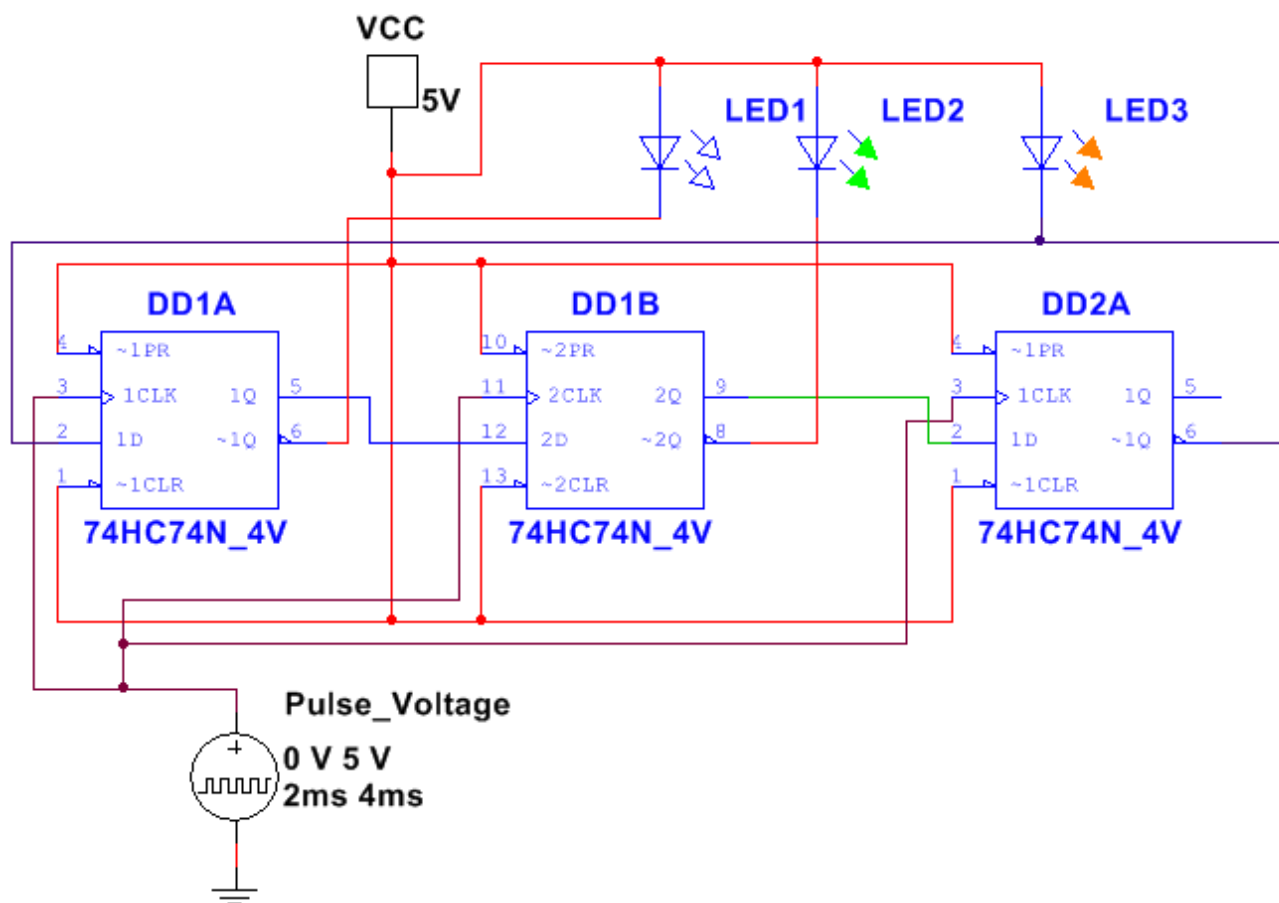 VCC
5V
LED1 LED2 LED3
DD1A DD1B DD2A
4 ~1PR 10 ~2PR 4 ~1PR
3 1CLK 1Q 5 11 2CLK 2Q 9 3 1CLK 1Q 5
2 1D ~1Q 6 12 2D ~2Q 8 2 1D ~1Q 6
1 ~1CLR 13 ~2CLR 1 ~1CLR
74HC74N_4V 74HC74N_4V 74HC74N_4V
Pulse_Voltage
0 V 5 V
2ms 4ms